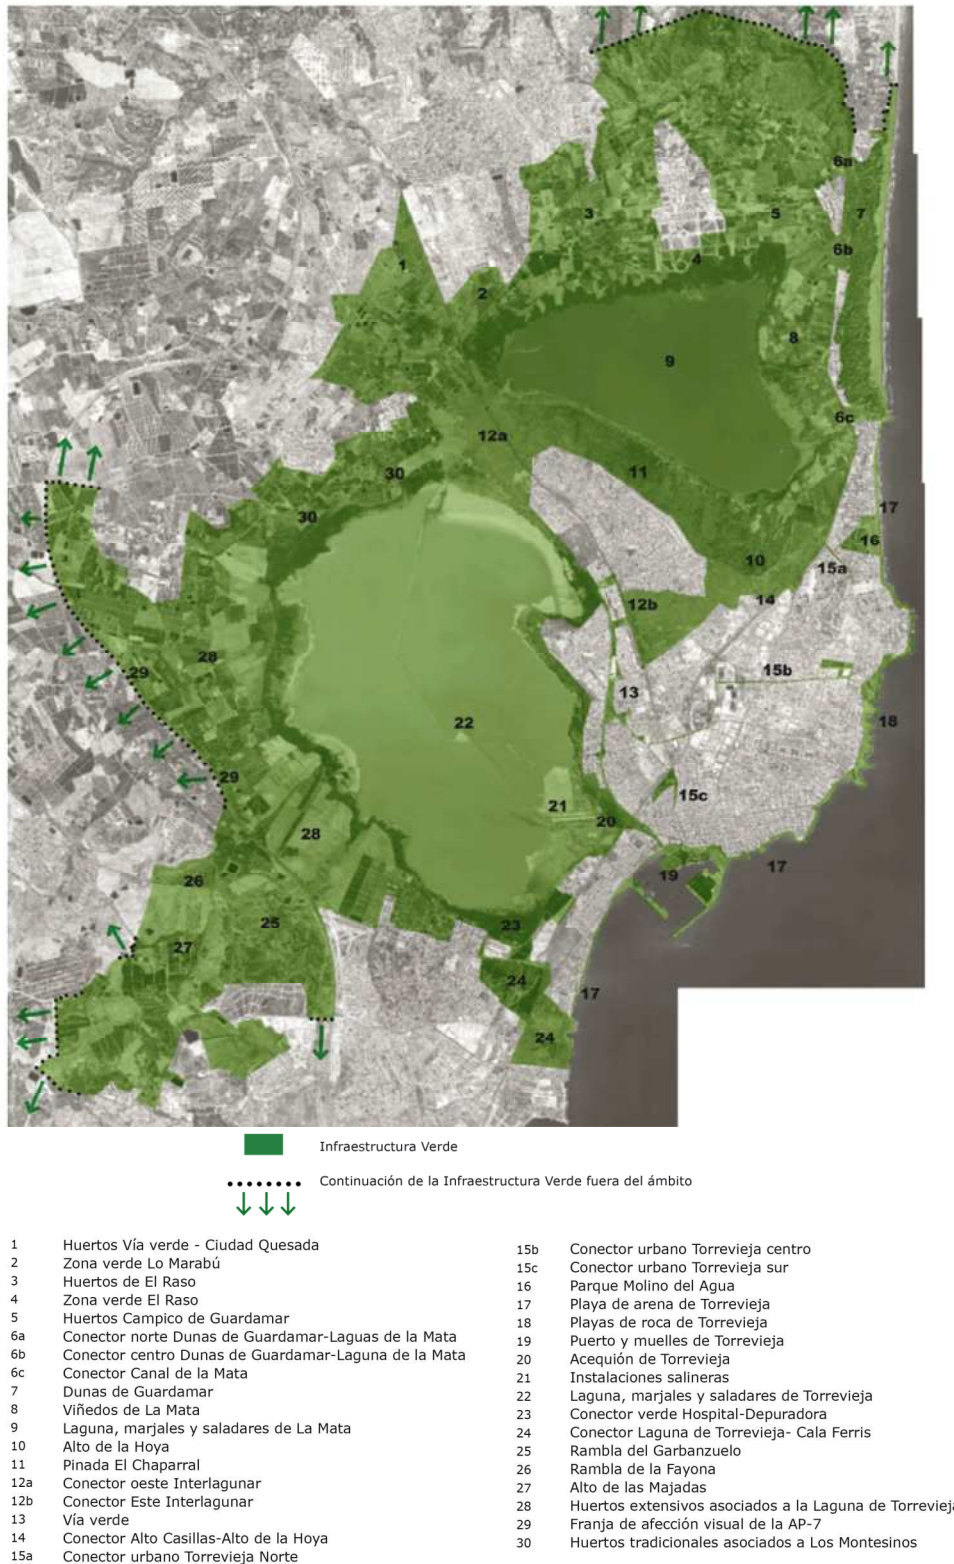 6a
3
5
7
1
6b
4
2
8
9
6c
12a
11
30
17
30
16
10
15a
14
12b
28
15b
29
13
22
18
29
15c
21
20
28
17
19
26
25
23
27
24
17
24
Infraestructura Verde
Continuación de la Infraestructura Verde fuera del ámbito
1 Huertos Vía verde - Ciudad Quesada
2 Zona verde Lo Marabú
3 Huertos de El Raso
4 Zona verde El Raso
5 Huertos Campico de Guardamar
6a Conector norte Dunas de Guardamar-Laguas de la Mata
6b Conector centro Dunas de Guardamar-Laguna de la Mata
6c Conector Canal de la Mata
7 Dunas de Guardamar
8 Viñedos de La Mata
9 Laguna, marjales y saladares de La Mata
10 Alto de la Hoya
11 Pinada El Chaparral
12a Conector oeste Interlagunar
12b Conector Este Interlagunar
13 Vía verde
14 Conector Alto Casillas-Alto de la Hoya
15a Conector urbano Torrevieja Norte
15b Conector urbano Torrevieja centro
15c Conector urbano Torrevieja sur
16 Parque Molino del Agua
17 Playa de arena de Torrevieja
18 Playas de roca de Torrevieja
19 Puerto y muelles de Torrevieja
20 Acequión de Torrevieja
21 Instalaciones salineras
22 Laguna, marjales y saladares de Torrevieja
23 Conector verde Hospital-Depuradora
24 Conector Laguna de Torrevieja- Cala Ferris
25 Rambla del Garbanzuelo
26 Rambla de la Fayona
27 Alto de las Majadas
28 Huertos extensivos asociados a la Laguna de Torrevieja
29 Franja de afección visual de la AP-7
30 Huertos tradicionales asociados a Los Montesinos